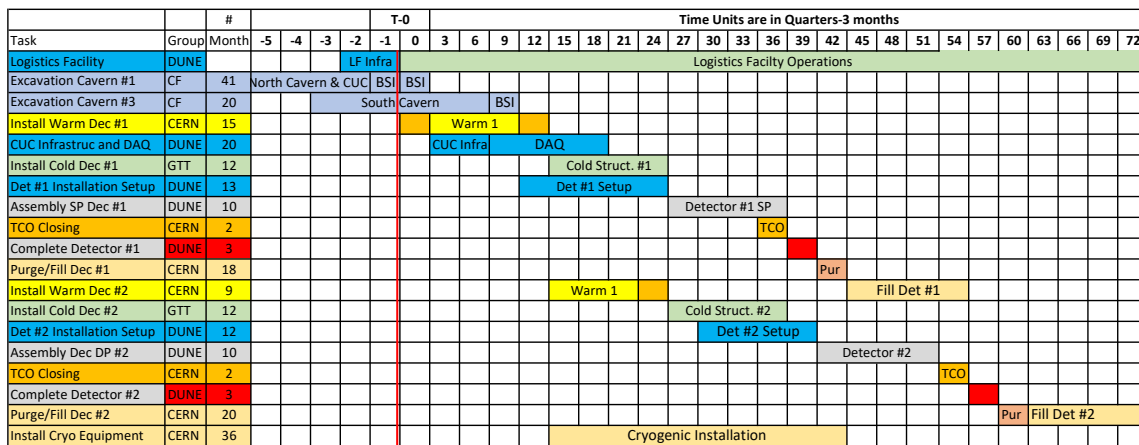 # T-0 Time Units are in Quarters-3 months
Task Group Month -5 -4 -3 -2 -1 0 3 6 9 12 15 18 21 24 27 30 33 36 39 42 45 48 51 54 57 60 63 66 69 72
Logistics Facility DUNE LF Infra Logistics Facilty Operations
Excavation Cavern #1 CF 41 North Cavern & CUC BSI BSI
Excavation Cavern #3 CF 20 South Cavern BSI
Install Warm Dec #1 CERN 15 Warm 1
CUC Infrastruc and DAQ DUNE 20 CUC Infra DAQ
Install Cold Dec #1 GTT 12 Cold Struct. #1
Det #1 Installation Setup DUNE 13 Det #1 Setup
Assembly SP Dec #1 DUNE 10 Detector #1 SP
TCO Closing CERN 2 TCO
Complete Detector #1 DUNE 3
Purge/Fill Dec #1 CERN 18 Pur
Install Warm Dec #2 CERN 9 Warm 1 Fill Det #1
Install Cold Dec #2 GTT 12 Cold Struct. #2
Det #2 Installation Setup DUNE 12 Det #2 Setup
Assembly Dec DP #2 DUNE 10 Detector #2
TCO Closing CERN 2 TCO
Complete Detector #2 DUNE 3
Purge/Fill Dec #2 CERN 20 Pur Fill Det #2
Install Cryo Equipment CERN 36 Cryogenic Installation